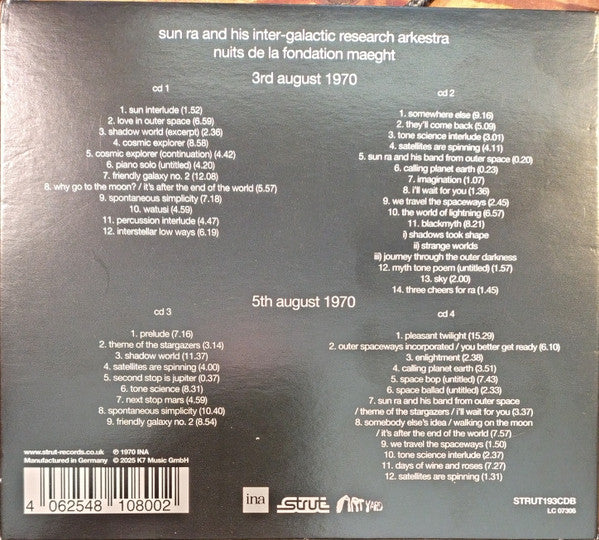 sun ra and his inter-galactic research arkestra
nuits de la fondation maeght
3rd august 1970
cd 1
1. sun interlude (1.52)
2. love in outer space (6.59)
3. shadow world (excerpt) (2.36)
4. cosmic explorer (8.58)
5. cosmic explorer (continuation) (4.42)
6. piano solo (untitled) (4.20)
7. friendly galaxy no. 2 (12.08)
8. why go to the moon? / it's after the end of the world (5.57)
9. spontaneous simplicity (7.18)
10. watusi (4.59)
11. percussion interlude (4.47)
12. interstellar low ways (6.19)
cd 2
1. somewhere else (9.16)
2. they'll come back (5.09)
3. tone science interlude (3.01)
4. satellites are spinning (4.11)
5. sun ra and his band from outer space (0.20)
6. calling planet earth (0.23)
7. imagination (1.07)
8. i'll wait for you (1.36)
9. we travel the spaceways (2.45)
10. the world of lightning (6.57)
11. blackmyth (8.21)
i) shadows took shape
ii) strange worlds
iii) journey through the outer darkness
12. myth tone poem (untitled) (1.57)
13. sky (2.00)
14. three cheers for ra (1.45)
5th august 1970
cd 3
1. prelude (7.16)
2. theme of the stargazers (3.14)
3. shadow world (11.37)
4. satellites are spinning (4.00)
5. second stop is jupiter (0.37)
6. tone science (8.31)
7. next stop mars (4.59)
8. spontaneous simplicity (10.40)
9. friendly galaxy no. 2 (8.54)
cd 4
1. pleasant twilight (15.29)
2. outer spaceways incorporated / you better get ready (6.10)
3. enlightment (2.38)
4. calling planet earth (3.51)
5. space bop (untitled) (7.43)
6. space ballad (untitled) (2.33)
7. sun ra and his band from outer space
/ theme of the stargazers / i'll wait for you (3.37)
8. somebody else's idea / walking on the moon
/ it's after the end of the world (7.57)
9. we travel the spaceways (1.50)
10. tone science interlude (2.37)
11. days of wine and roses (7.27)
12. satellites are spinning (1.31)
www.strut-records.co.uk ℗ 1970 INA
Manufactured in Germany © 2025 K7 Music GmbH
4 062548 108002
ina
STRUT
ART YARD
STRUT193CDB
LC 07306